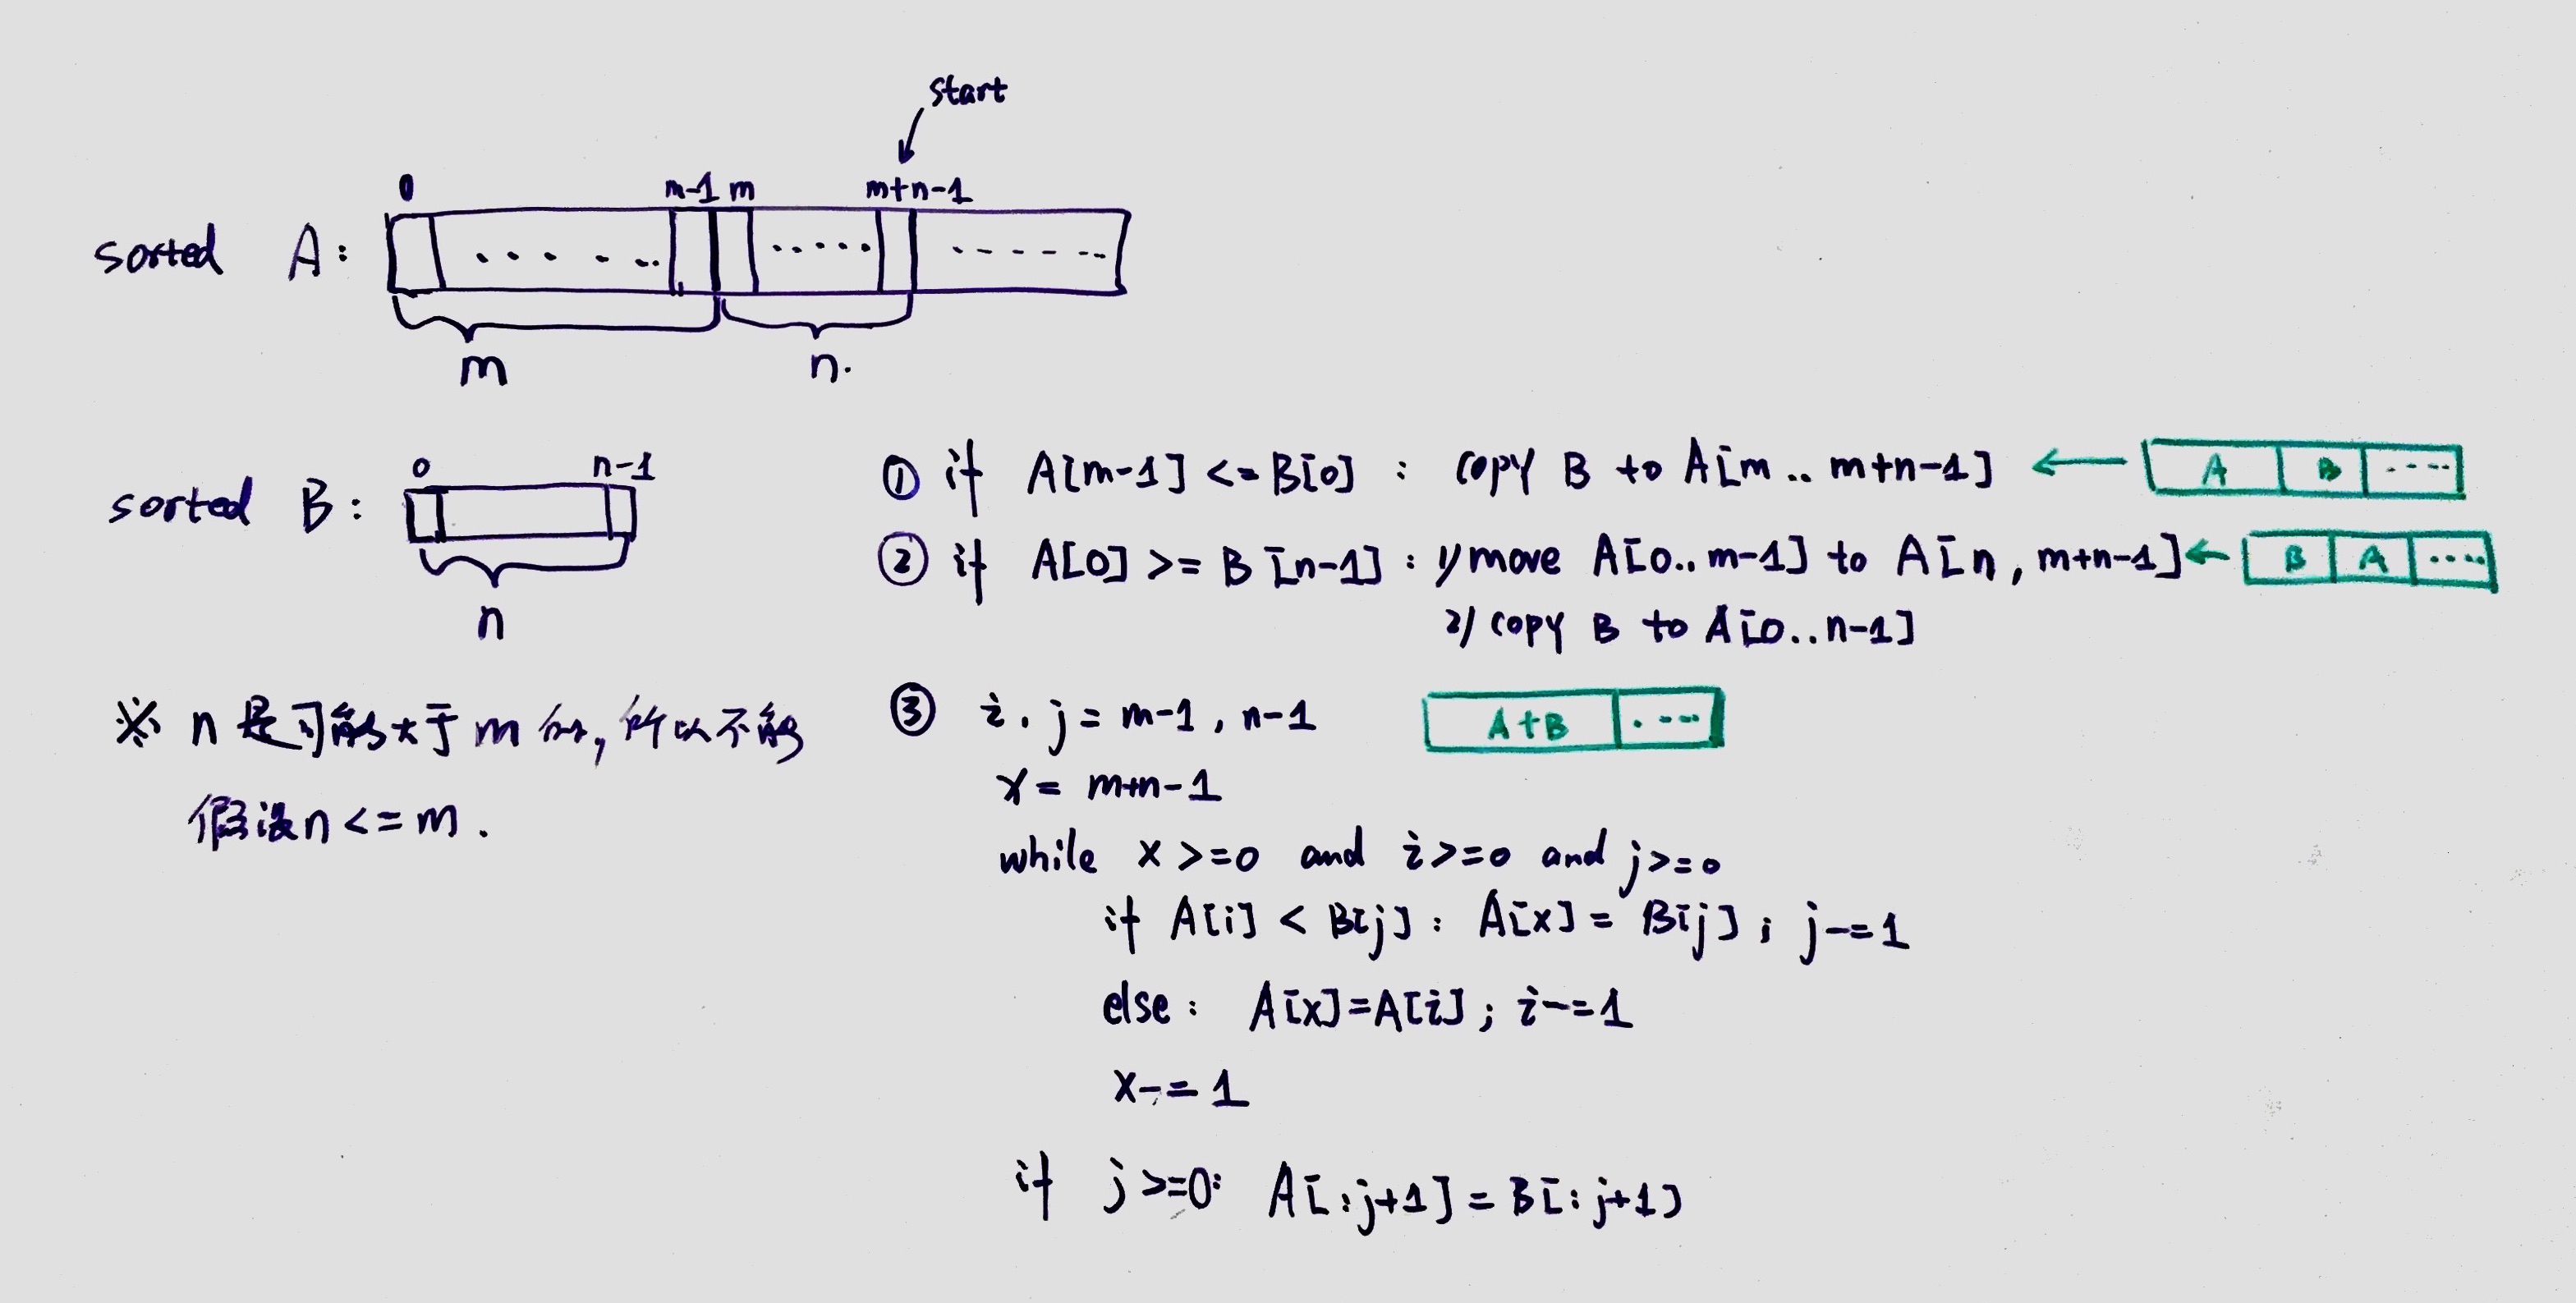 start
0 m-1 m m+n-1
sorted A:
m n.
0 n-1
sorted B:
n
※ n是可能大于m的,所以不能
假设n<=m.
① if A[m-1] <= B[0] : copy B to A[m .. m+n-1] ← A B ....
② if A[0] >= B[n-1] : 1) move A[0..m-1] to A[n, m+n-1] ← B A ....
2) copy B to A[0..n-1]
③ i, j = m-1, n-1 A+B ....
x = m+n-1
while x >=0 and i>=0 and j>=0
if A[i] < B[j] : A[x] = B[j] ; j-=1
else : A[x]=A[i] ; i-=1
x-=1
if j >=0: A[:j+1] = B[:j+1]